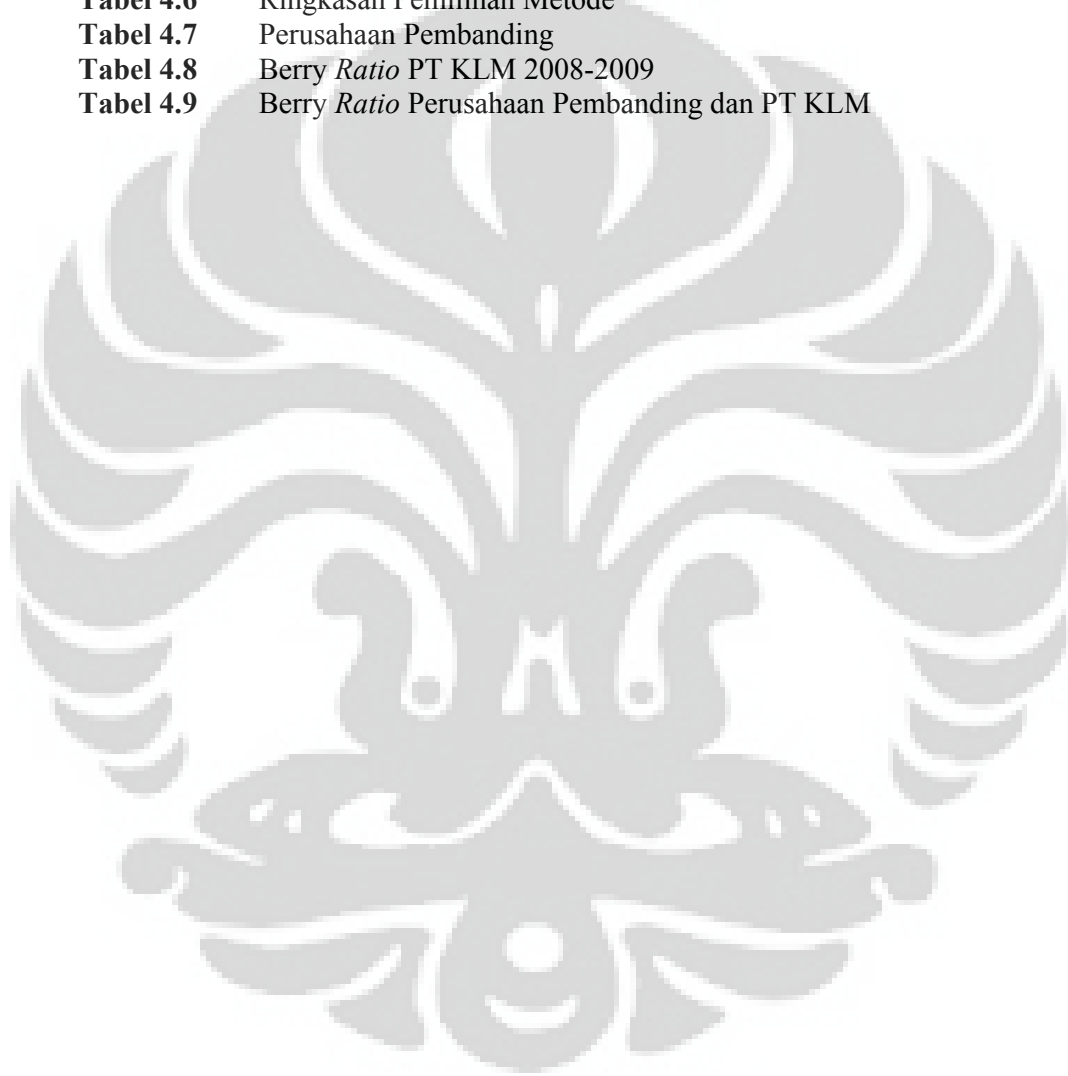 Tabel 4.6 Ringkasan Pemilihan Metode
Tabel 4.7 Perusahaan Pembanding
Tabel 4.8 Berry Ratio PT KLM 2008-2009
Tabel 4.9 Berry Ratio Perusahaan Pembanding dan PT KLM